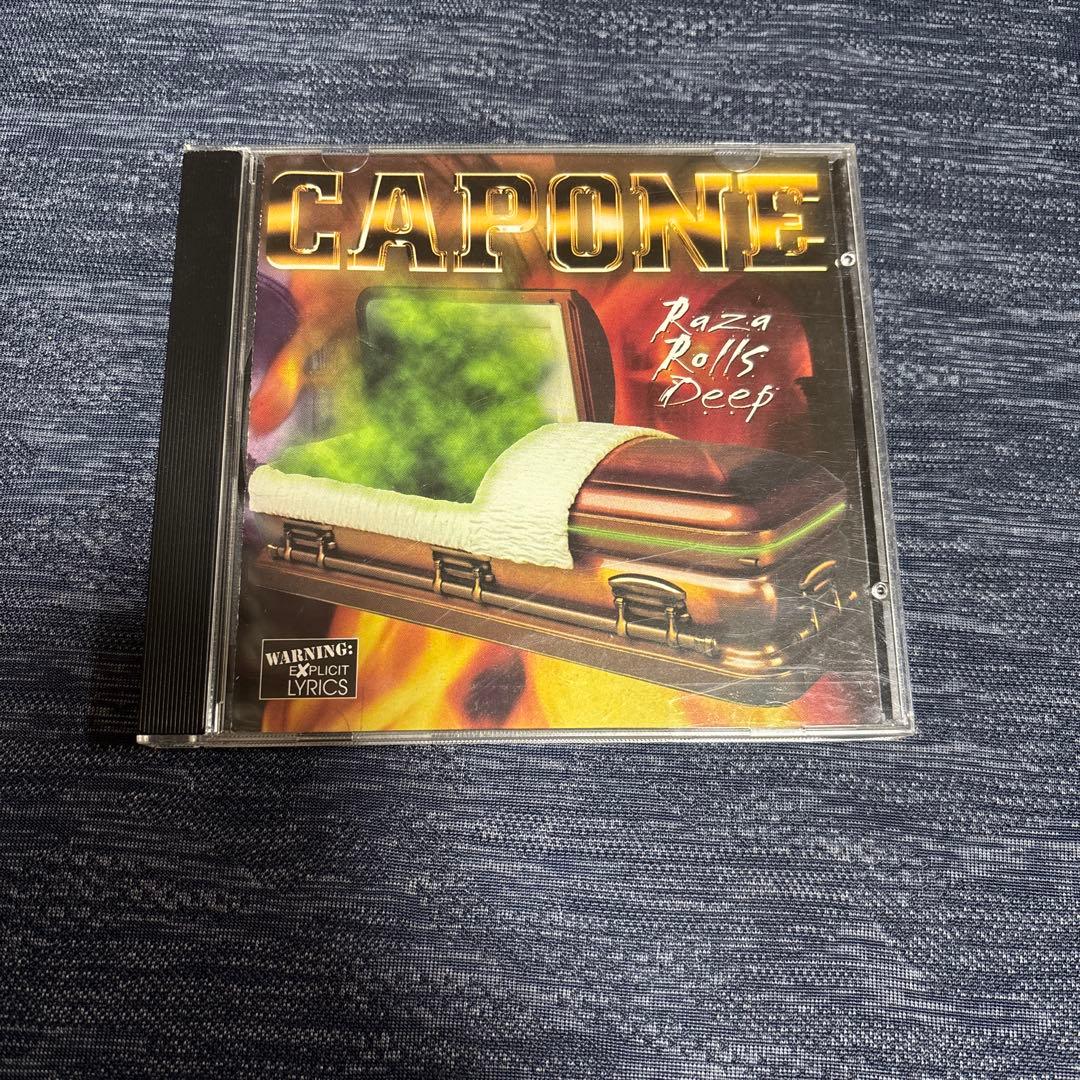 CAPONE
Raza
Rolls
Deep
WARNING:
EXPLICIT
LYRICS